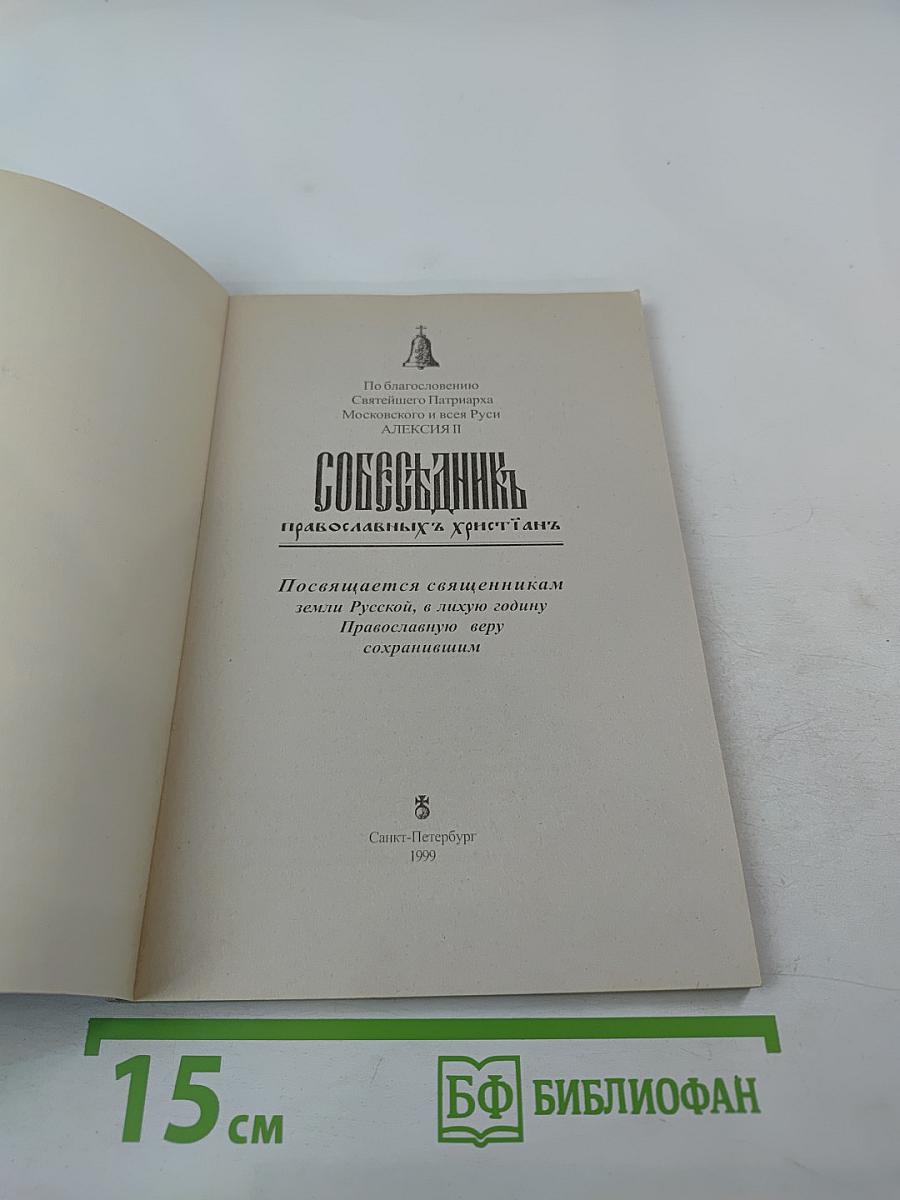 По благословению
Святейшего Патриарха
Московского и всея Руси
АЛЕКСИЯ II
СОБЕСѢДНИКЪ
православныхъ христїанъ
Посвящается священникам
земли Русской, в лихую годину
Православную веру
сохранившим
Санкт-Петербург
1999
15 см
БФ БИБЛИОФАН